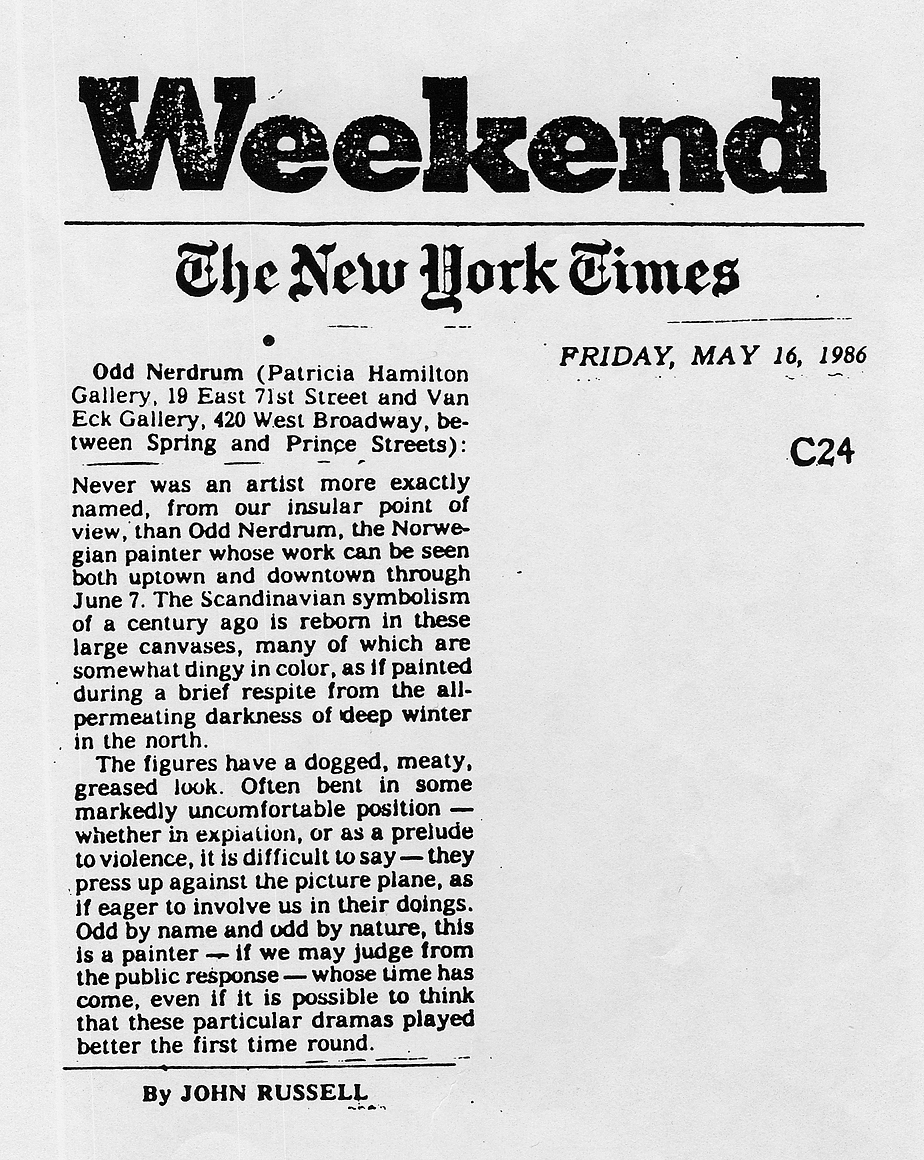 Weekend
The New York Times
FRIDAY, MAY 16, 1986
C24
Odd Nerdrum (Patricia Hamilton
Gallery, 19 East 71st Street and Van
Eck Gallery, 420 West Broadway, be-
tween Spring and Prince Streets):
Never was an artist more exactly
named, from our insular point of
view, than Odd Nerdrum, the Norwe-
gian painter whose work can be seen
both uptown and downtown through
June 7. The Scandinavian symbolism
of a century ago is reborn in these
large canvases, many of which are
somewhat dingy in color, as if painted
during a brief respite from the all-
permeating darkness of deep winter
in the north.
The figures have a dogged, meaty,
greased look. Often bent in some
markedly uncomfortable position —
whether in expiation, or as a prelude
to violence, it is difficult to say — they
press up against the picture plane, as
if eager to involve us in their doings.
Odd by name and odd by nature, this
is a painter — if we may judge from
the public response — whose time has
come, even if it is possible to think
that these particular dramas played
better the first time round.
By JOHN RUSSELL